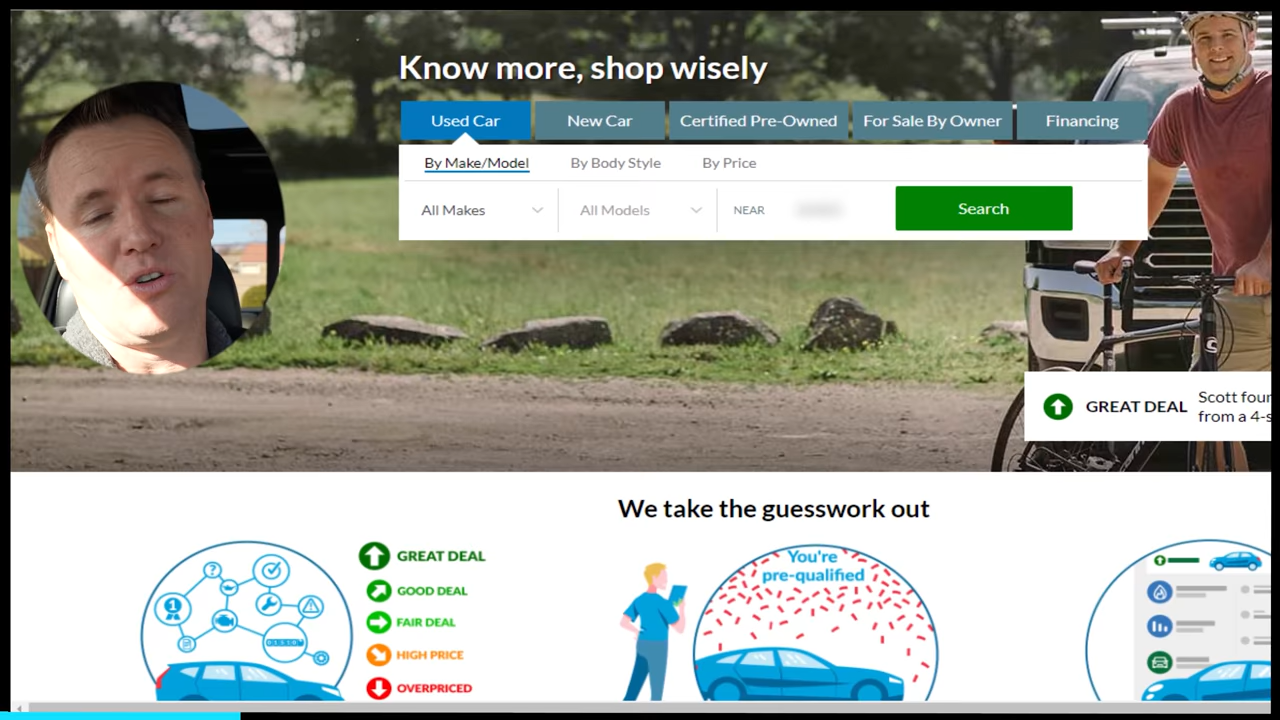 Know more, shop wisely
Used Car New Car Certified Pre-Owned For Sale By Owner Financing
By Make/Model By Body Style By Price
All Makes All Models NEAR Search
GREAT DEAL
Scott
from a
We take the guesswork out
GREAT DEAL
GOOD DEAL
FAIR DEAL
HIGH PRICE
OVERPRICED
You're
pre-qualified